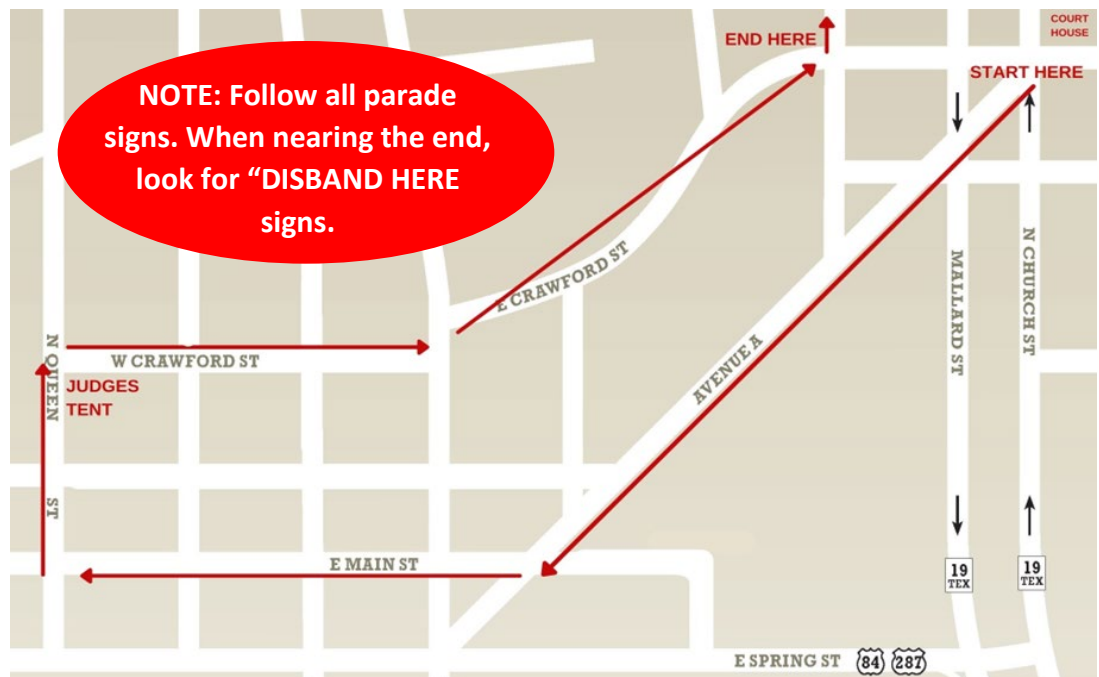 COURT
HOUSE
END HERE
START HERE
NOTE: Follow all parade
signs. When nearing the end,
look for “DISBAND HERE
signs.
E CRAWFORD ST
MALLARD ST
N CHURCH ST
AVENUE A
W CRAWFORD ST
N QUEEN ST
JUDGES
TENT
E MAIN ST
19
TEX
19
TEX
E SPRING ST
84
287